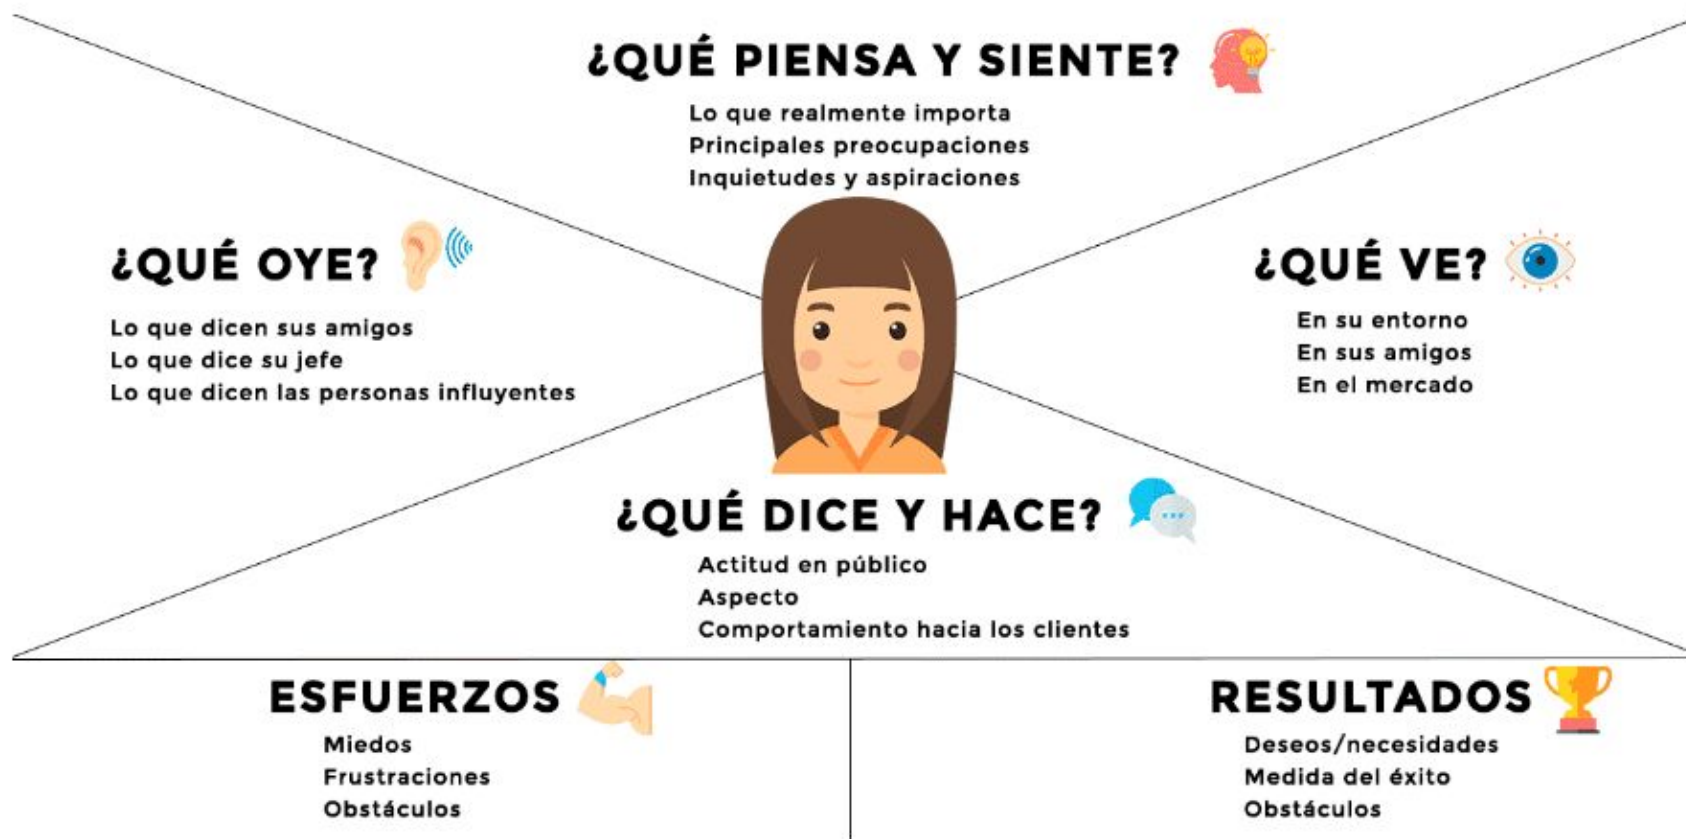 ¿QUÉ PIENSA Y SIENTE?
Lo que realmente importa
Principales preocupaciones
Inquietudes y aspiraciones
¿QUÉ OYE?
Lo que dicen sus amigos
Lo que dice su jefe
Lo que dicen las personas influyentes
¿QUÉ VE?
En su entorno
En sus amigos
En el mercado
¿QUÉ DICE Y HACE?
Actitud en público
Aspecto
Comportamiento hacia los clientes
ESFUERZOS
Miedos
Frustraciones
Obstáculos
RESULTADOS
Deseos/necesidades
Medida del éxito
Obstáculos